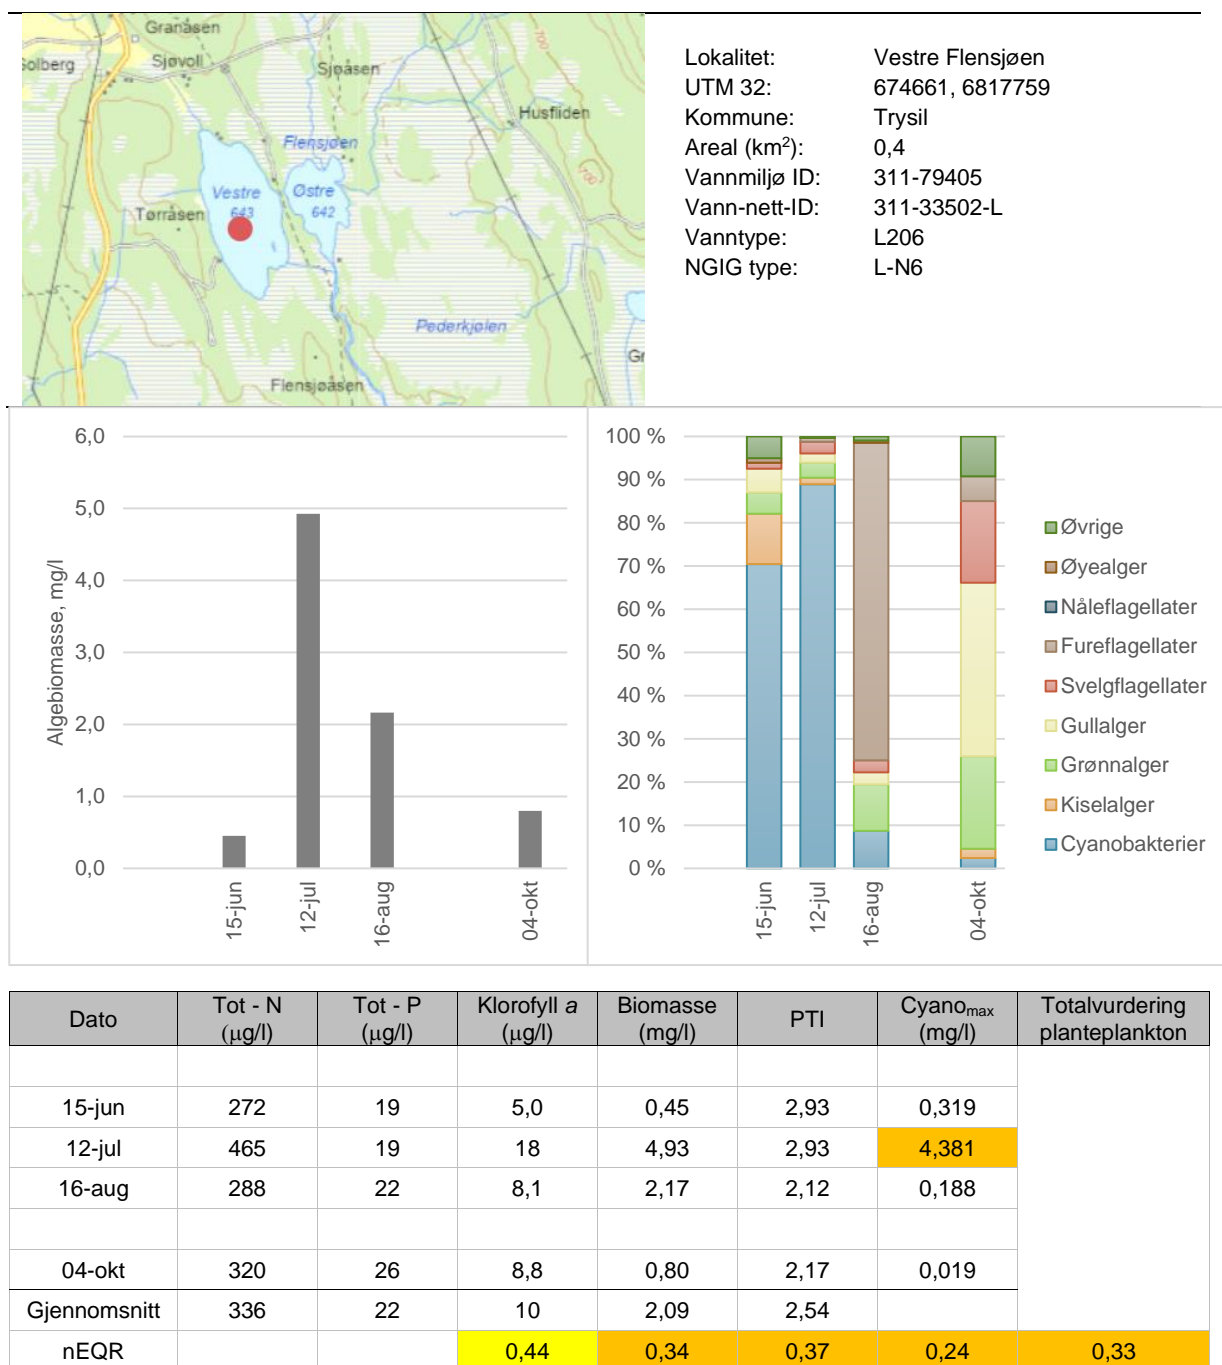 Granåsen
Solberg
Sjøvoll
Sjøåsen
Husfliden
700
Flensjøen
Vestre
643
Østre
642
Tørråsen
700
Pederkjølen
Gr
Flensjøåsen
Lokalitet: Vestre Flensjøen
UTM 32: 674661, 6817759
Kommune: Trysil
Areal (km²): 0,4
Vannmiljø ID: 311-79405
Vann-nett-ID: 311-33502-L
Vanntype: L206
NGIG type: L-N6
Algebiomasse, mg/l
6,0
5,0
4,0
3,0
2,0
1,0
0,0
15-jun
12-jul
16-aug
04-okt
100 %
90 %
80 %
70 %
60 %
50 %
40 %
30 %
20 %
10 %
0 %
15-jun
12-jul
16-aug
04-okt
Øvrige
Øyealger
Nåleflagellater
Fureflagellater
Svelgflagellater
Gullalger
Grønnalger
Kiselalger
Cyanobakterier
Dato Tot - N (µg/l) Tot - P (µg/l) Klorofyll a (µg/l) Biomasse (mg/l) PTI Cyanomax (mg/l) Totalvurdering planteplankton
15-jun 272 19 5,0 0,45 2,93 0,319
12-jul 465 19 18 4,93 2,93 4,381
16-aug 288 22 8,1 2,17 2,12 0,188
04-okt 320 26 8,8 0,80 2,17 0,019
Gjennomsnitt 336 22 10 2,09 2,54
nEQR 0,44 0,34 0,37 0,24 0,33